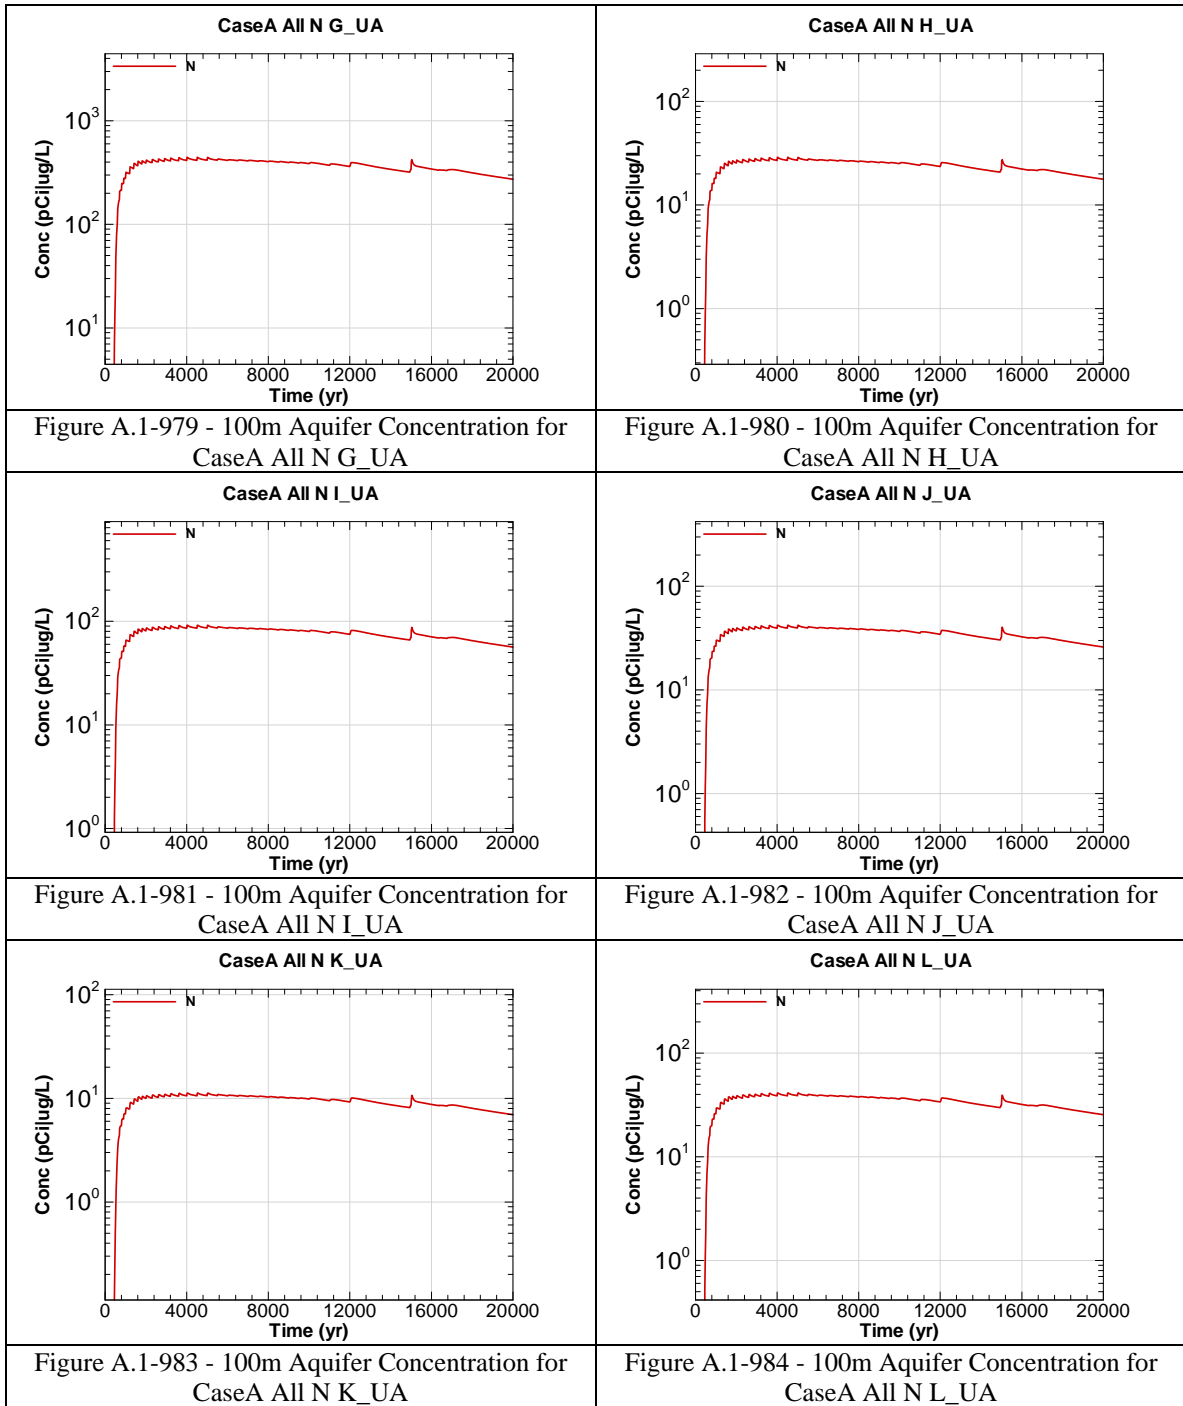 CaseA All N G_UA
N
Conc (pCi|ug/L)
10^3
10^2
10^1
0 4000 8000 12000 16000 20000
Time (yr)
Figure A.1-979 - 100m Aquifer Concentration for
CaseA All N G_UA
CaseA All N H_UA
N
Conc (pCi|ug/L)
10^2
10^1
10^0
0 4000 8000 12000 16000 20000
Time (yr)
Figure A.1-980 - 100m Aquifer Concentration for
CaseA All N H_UA
CaseA All N I_UA
N
Conc (pCi|ug/L)
10^2
10^1
10^0
0 4000 8000 12000 16000 20000
Time (yr)
Figure A.1-981 - 100m Aquifer Concentration for
CaseA All N I_UA
CaseA All N J_UA
N
Conc (pCi|ug/L)
10^2
10^1
10^0
0 4000 8000 12000 16000 20000
Time (yr)
Figure A.1-982 - 100m Aquifer Concentration for
CaseA All N J_UA
CaseA All N K_UA
N
Conc (pCi|ug/L)
10^2
10^1
10^0
0 4000 8000 12000 16000 20000
Time (yr)
Figure A.1-983 - 100m Aquifer Concentration for
CaseA All N K_UA
CaseA All N L_UA
N
Conc (pCi|ug/L)
10^2
10^1
10^0
0 4000 8000 12000 16000 20000
Time (yr)
Figure A.1-984 - 100m Aquifer Concentration for
CaseA All N L_UA